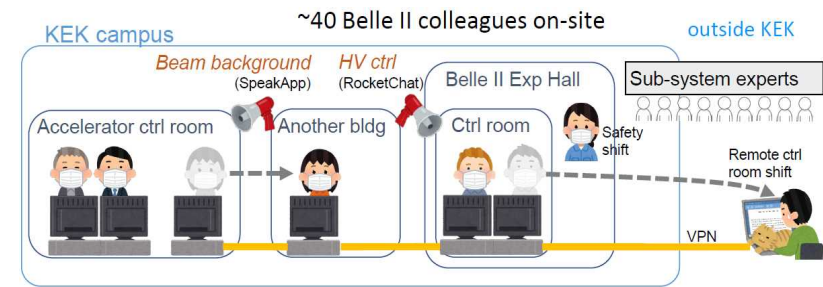 ~40 Belle II colleagues on-site
KEK campus
outside KEK
Beam background
(SpeakApp)
HV ctrl
(RocketChat)
Belle II Exp Hall
Sub-system experts
Accelerator ctrl room
Another bldg
Ctrl room
Safety
shift
Remote ctrl
room shift
VPN